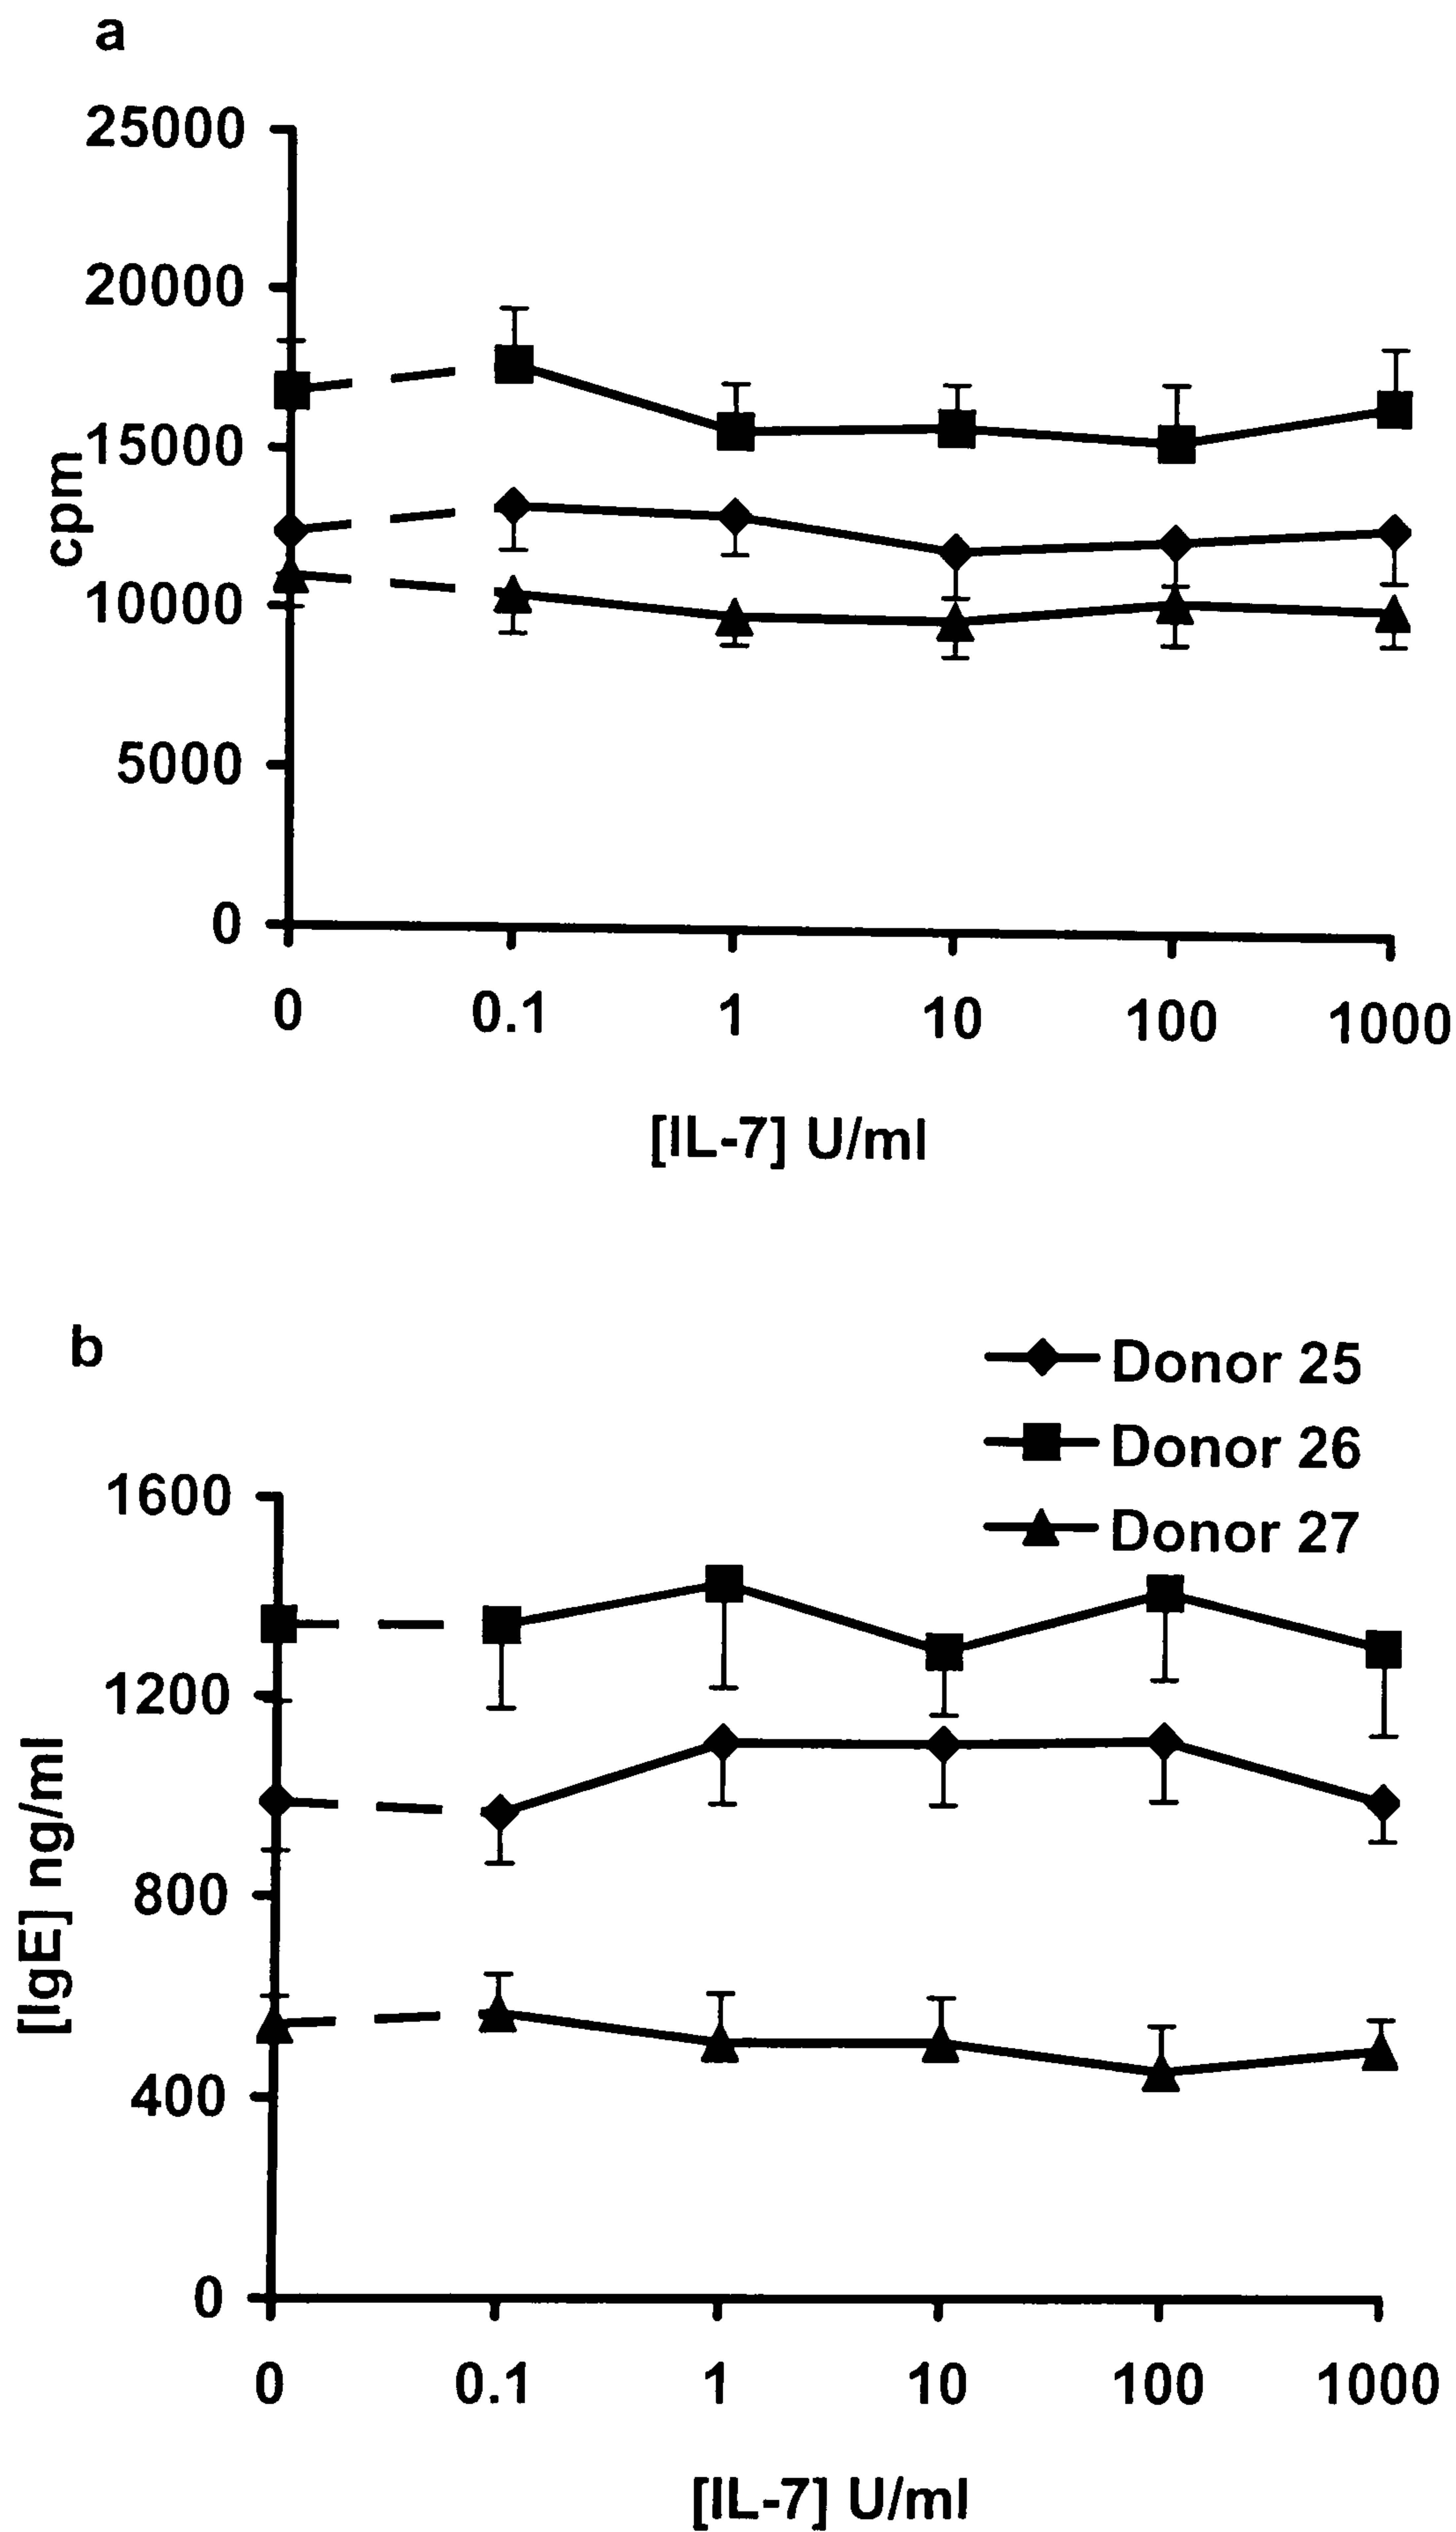 a
25000
20000
15000
10000
5000
0
cpm
0 0.1 1 10 100 1000
[IL-7] U/ml
b
Donor 25
Donor 26
Donor 27
1600
1200
800
400
0
[IgE] ng/ml
0 0.1 1 10 100 1000
[IL-7] U/ml